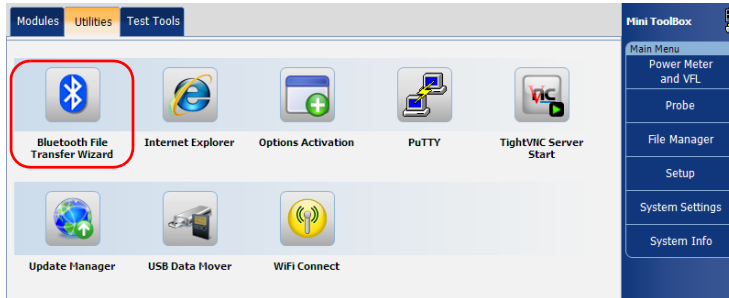 Modules Utilities Test Tools
Mini ToolBox
Main Menu
Power Meter
and VFL
Probe
File Manager
Setup
System Settings
System Info
Bluetooth File
Transfer Wizard
Internet Explorer
Options Activation
PuTTY
TightVNC Server
Start
Update Manager
USB Data Mover
WiFi Connect